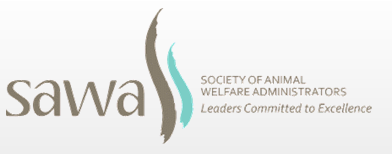 sawa
SOCIETY OF ANIMAL
WELFARE ADMINISTRATORS
Leaders Committed to Excellence